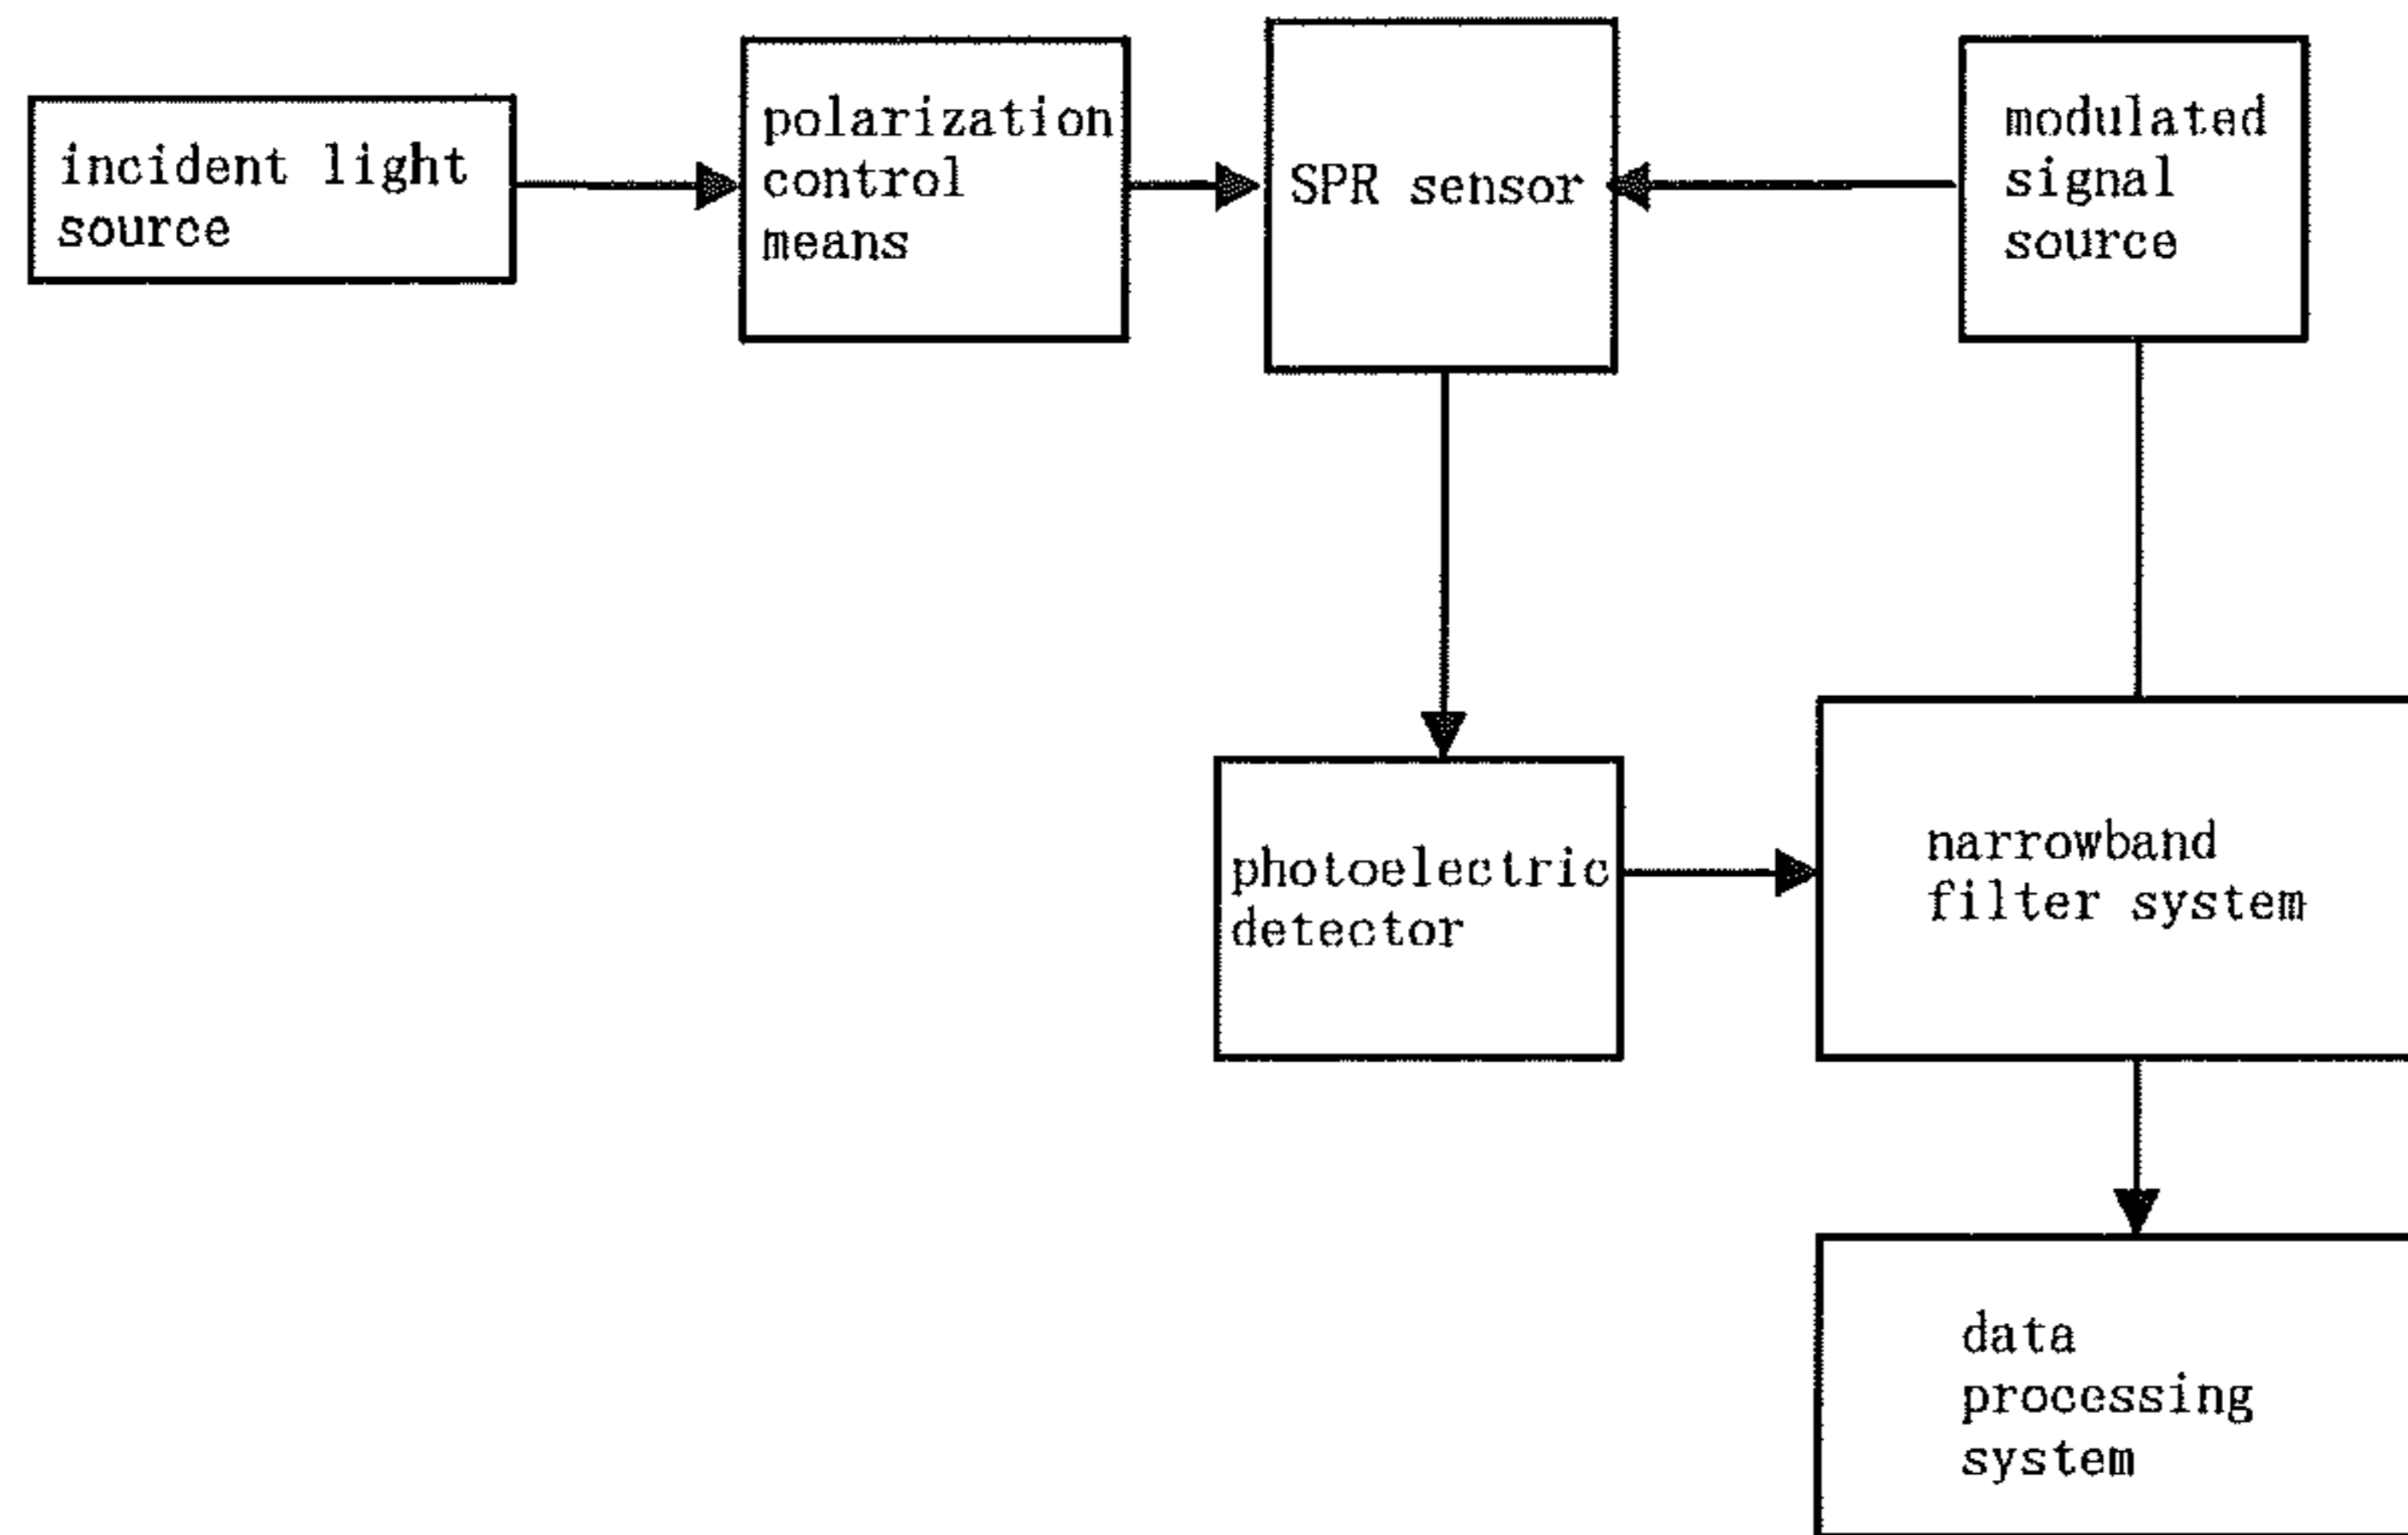 incident light
source
polarization
control
means
SPR sensor
modulated
signal
source
photoelectric
detector
narrowband
filter system
data
processing
system